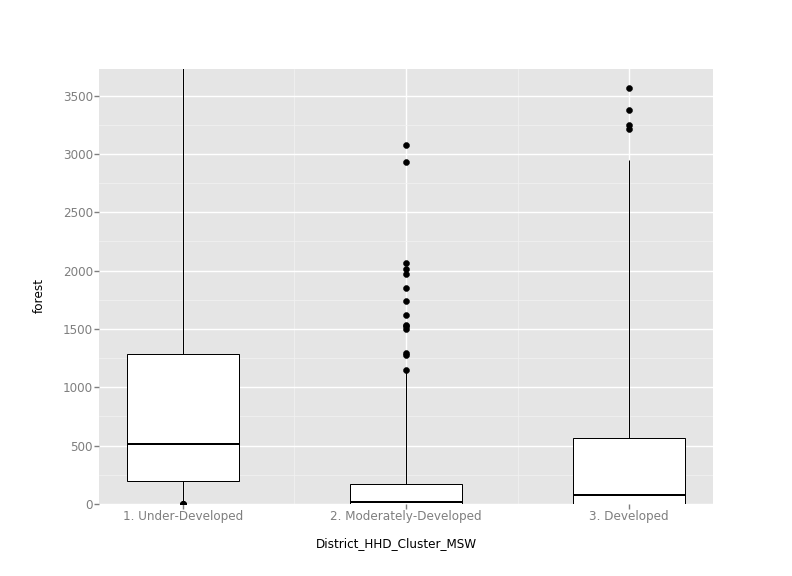 3500
3000
2500
2000
1500
1000
500
0
forest
1. Under-Developed 2. Moderately-Developed 3. Developed
District_HHD_Cluster_MSW